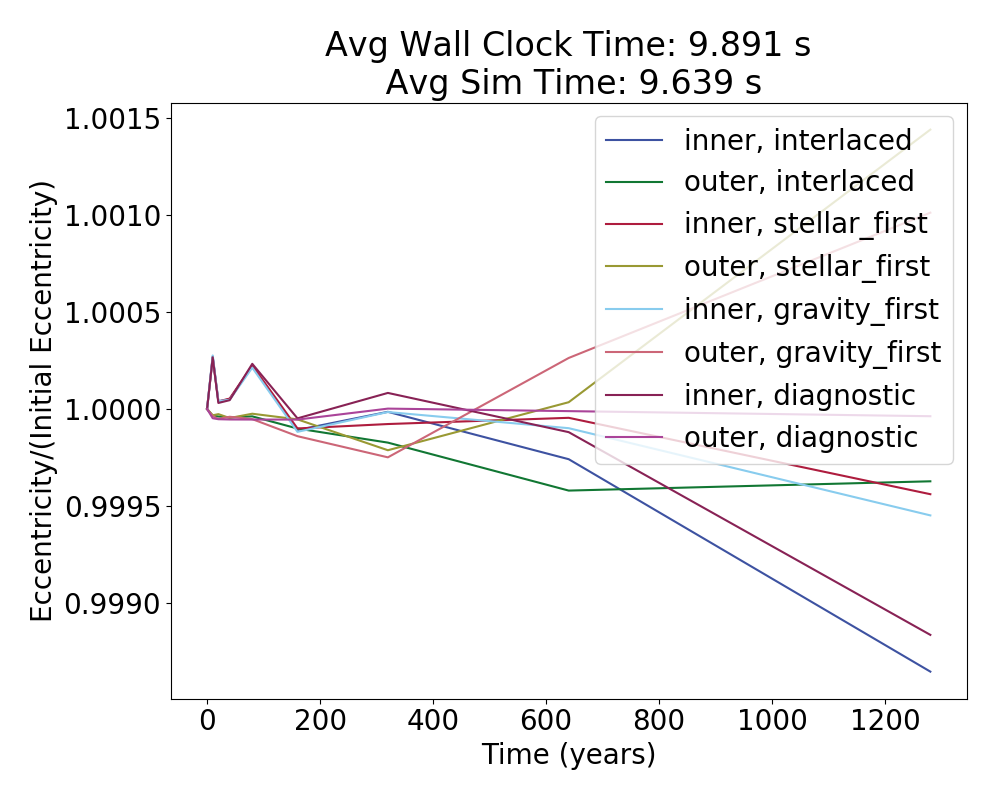 Avg Wall Clock Time: 9.891 s
Avg Sim Time: 9.639 s
Eccentricity/(Initial Eccentricity)
1.0015
1.0010
1.0005
1.0000
0.9995
0.9990
inner, interlaced
outer, interlaced
inner, stellar_first
outer, stellar_first
inner, gravity_first
outer, gravity_first
inner, diagnostic
outer, diagnostic
0 200 400 600 800 1000 1200
Time (years)